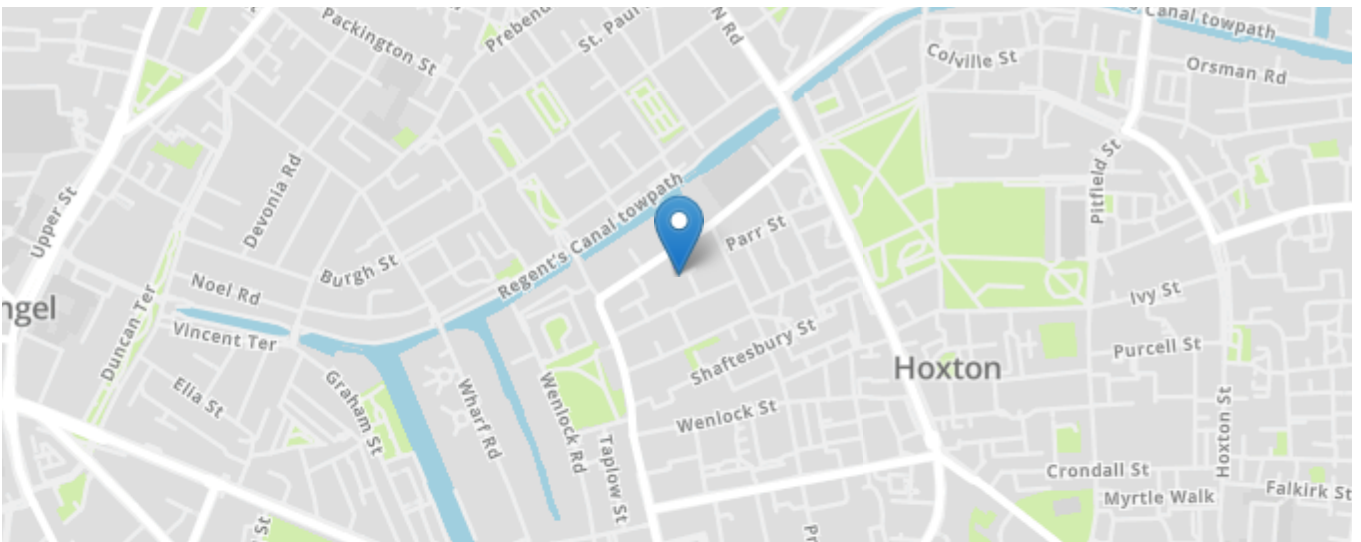 Packington St
Prebend
St. Paul
N Rd
Canal towpath
Colville St
Orsman Rd
Upper St
Devonia Rd
Pitfield St
Regent's Canal towpath
Parr St
Burgh St
Noel Rd
Ivy St
ngel
Duncan Ter
Vincent Ter
Shaftesbury St
Purcell St
Hoxton
Ella St
Graham St
Wharf Rd
Wenlock Rd
Wenlock St
Taplow St
Hoxton St
Crondall St
Myrtle Walk
Falkirk St
St
Pr